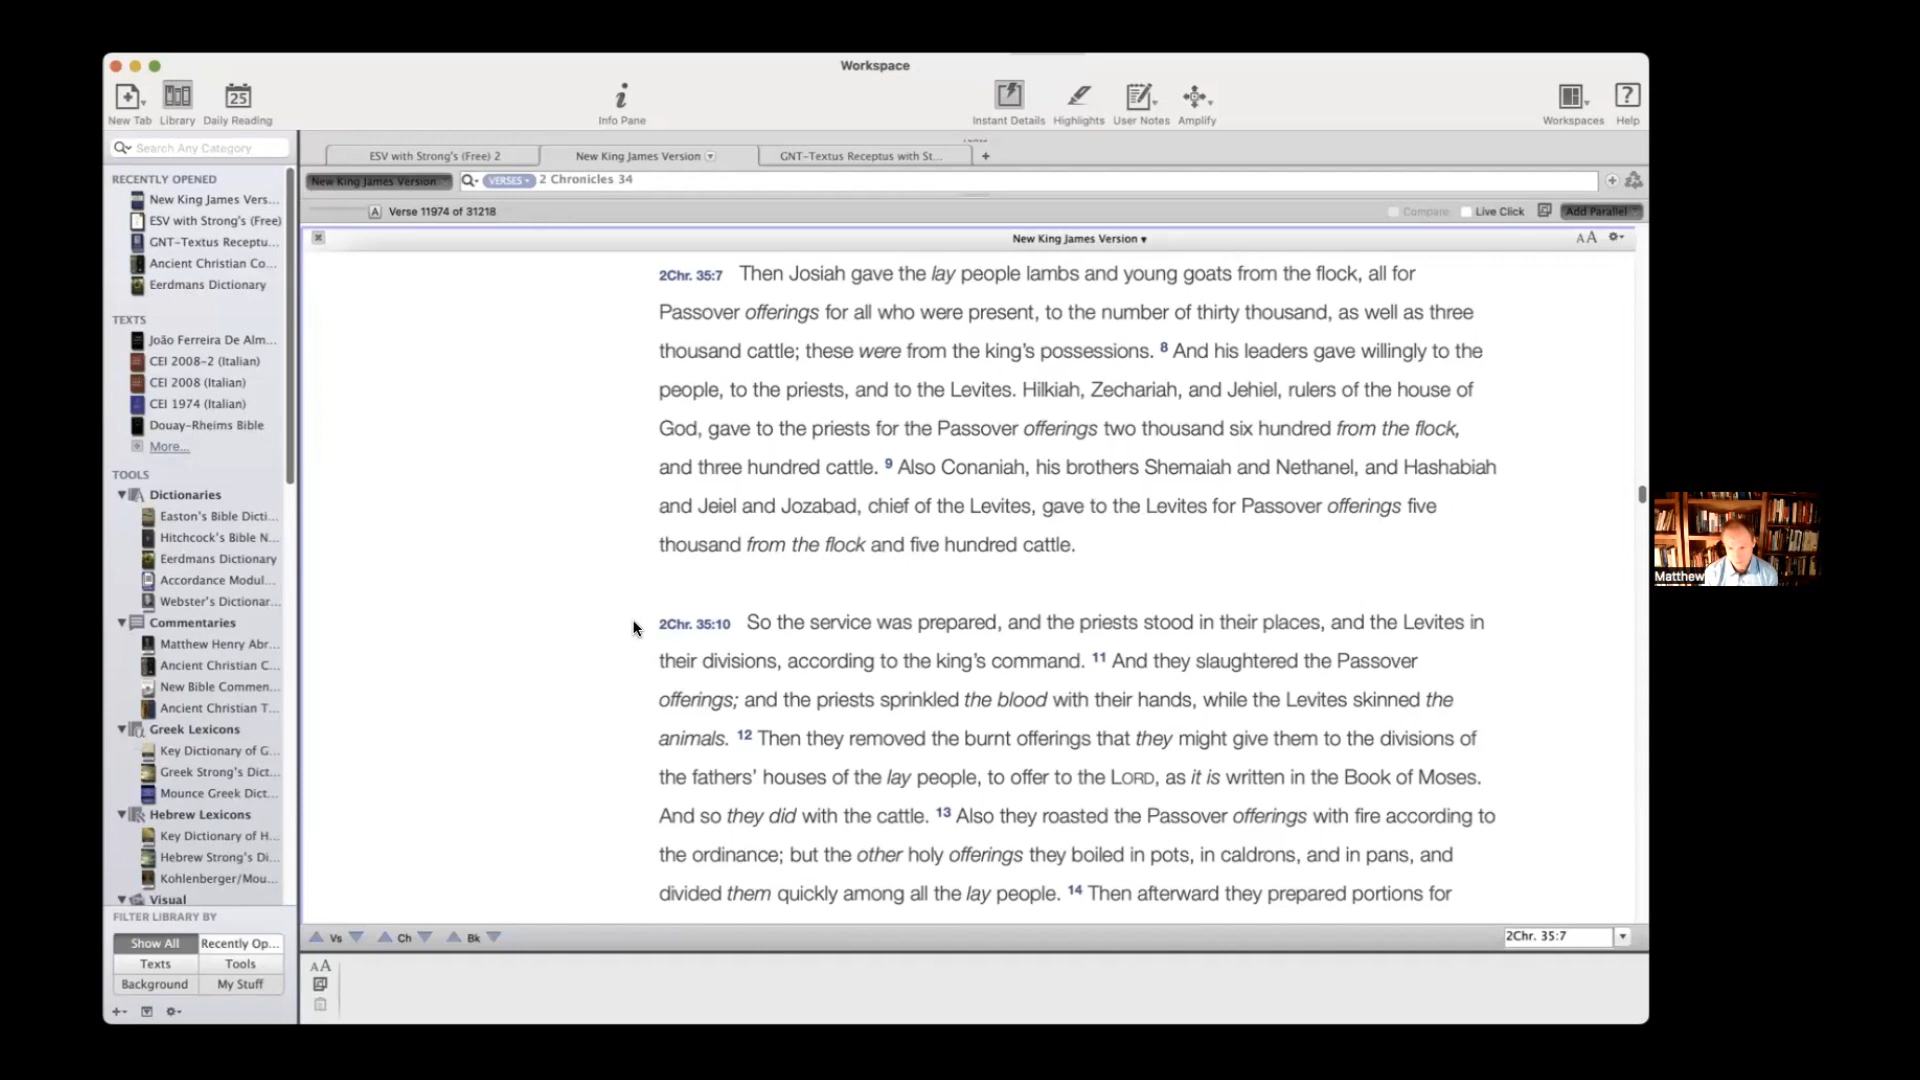 Workspace
New Tab
Library
25
Daily Reading
Info Pane
Instant Details
Highlights
User Notes
Amplify
Workspaces
Help
Search Any Category
RECENTLY OPENED
New King James Vers...
ESV with Strong's (Free)
GNT-Textus Receptu...
Ancient Christian Co...
Eerdmans Dictionary
TEXTS
João Ferreira De Alm...
CEI 2008-2 (Italian)
CEI 2008 (Italian)
CEI 1974 (Italian)
Douay-Rheims Bible
More...
TOOLS
Dictionaries
Easton's Bible Dicti...
Hitchcock's Bible N...
Eerdmans Dictionary
Accordance Modul...
Webster's Dictionar...
Commentaries
Matthew Henry Abr...
Ancient Christian C...
New Bible Commen...
Ancient Christian T...
Greek Lexicons
Key Dictionary of G...
Greek Strong's Dict...
Mounce Greek Dict...
Hebrew Lexicons
Key Dictionary of H...
Hebrew Strong's Di...
Kohlenberger/Mou...
Visual
FILTER LIBRARY BY
Show All Recently Op...
Texts Tools
Background My Stuff
ESV with Strong's (Free) 2
New King James Version
GNT-Textus Receptus with St...
New King James Version
VERSES 2 Chronicles 34
A Verse 11974 of 31218
Compare Live Click Add Parallel
New King James Version
AA
2Chr. 35:7 Then Josiah gave the lay people lambs and young goats from the flock, all for
Passover offerings for all who were present, to the number of thirty thousand, as well as three
thousand cattle; these were from the king's possessions. 8 And his leaders gave willingly to the
people, to the priests, and to the Levites. Hilkiah, Zechariah, and Jehiel, rulers of the house of
God, gave to the priests for the Passover offerings two thousand six hundred from the flock,
and three hundred cattle. 9 Also Conaniah, his brothers Shemaiah and Nethanel, and Hashabiah
and Jeiel and Jozabad, chief of the Levites, gave to the Levites for Passover offerings five
thousand from the flock and five hundred cattle.
2Chr. 35:10 So the service was prepared, and the priests stood in their places, and the Levites in
their divisions, according to the king's command. 11 And they slaughtered the Passover
offerings; and the priests sprinkled the blood with their hands, while the Levites skinned the
animals. 12 Then they removed the burnt offerings that they might give them to the divisions of
the fathers' houses of the lay people, to offer to the LORD, as it is written in the Book of Moses.
And so they did with the cattle. 13 Also they roasted the Passover offerings with fire according to
the ordinance; but the other holy offerings they boiled in pots, in caldrons, and in pans, and
divided them quickly among all the lay people. 14 Then afterward they prepared portions for
Vs Ch Bk
2Chr. 35:7
AA
Matthew